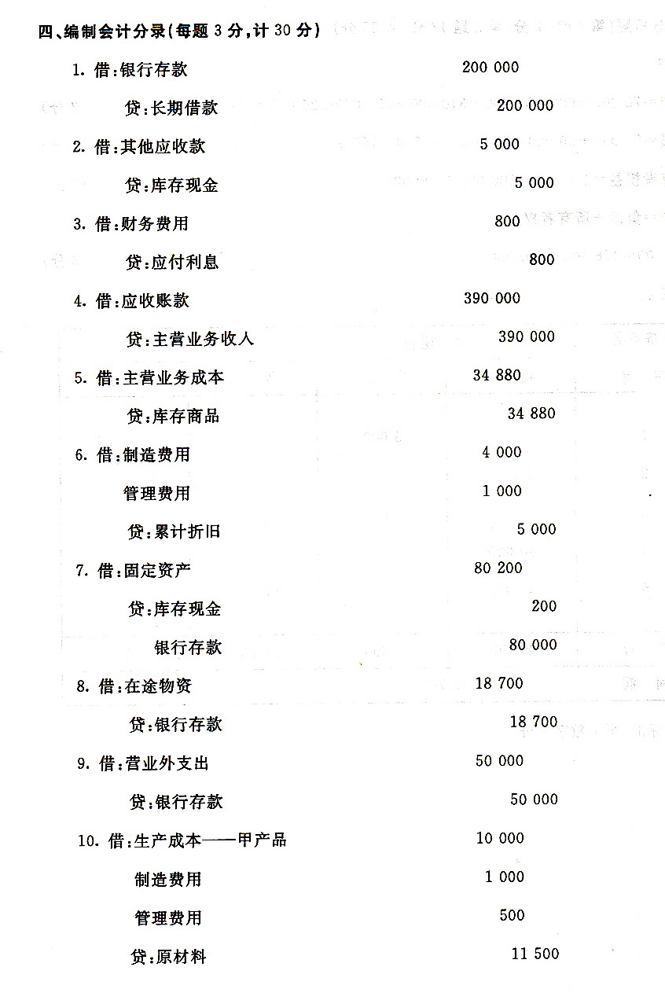 四、编制会计分录(每题 3 分,计 30 分)
1. 借:银行存款 200 000
贷:长期借款 200 000
2. 借:其他应收款 5 000
贷:库存现金 5 000
3. 借:财务费用 800
贷:应付利息 800
4. 借:应收账款 390 000
贷:主营业务收人 390 000
5. 借:主营业务成本 34 880
贷:库存商品 34 880
6. 借:制造费用 4 000
管理费用 1 000
贷:累计折旧 5 000
7. 借:固定资产 80 200
贷:库存现金 200
银行存款 80 000
8. 借:在途物资 18 700
贷:银行存款 18 700
9. 借:营业外支出 50 000
贷:银行存款 50 000
10. 借:生产成本——甲产品 10 000
制造费用 1 000
管理费用 500
贷:原材料 11 500